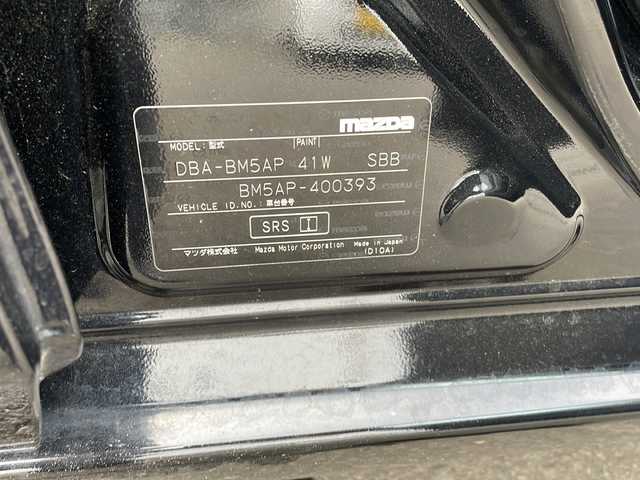 mazda
MODEL: 型式 PAINT
DBA-BM5AP 41W SBB
BM5AP-400393
VEHICLE ID.NO.: 車台番号
SRS I
マツダ株式会社 Mazda Motor Corporation Made in Japan
(D10A)